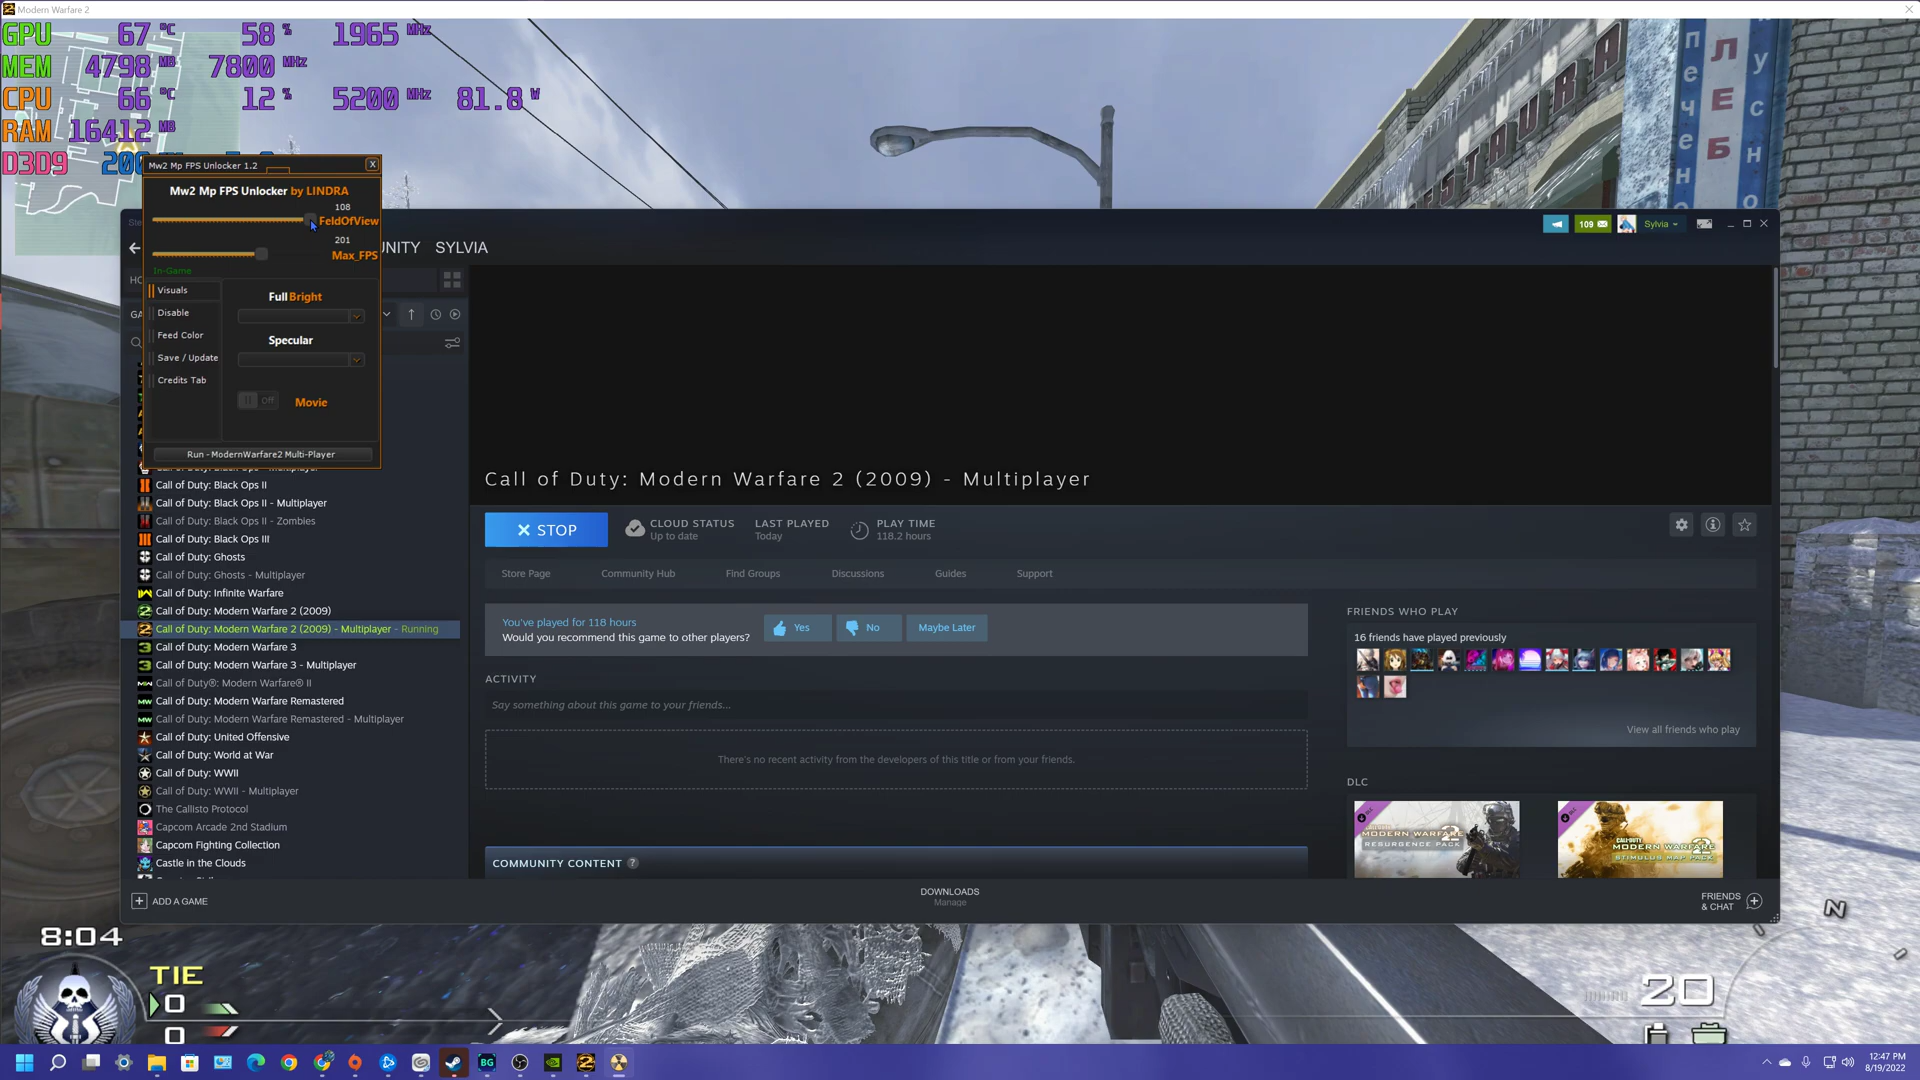 Modern Warfare 2
GPU 67 °C 58 % 1965 MHz
MEM 4798 MB 7800 MHz
CPU 66 °C 12 % 5200 MHz 81.8 W
RAM 16412 MB
D3D9 200
Mw2 Mp FPS Unlocker 1.2
Mw2 Mp FPS Unlocker by LINDRA
108
FeldOfView
201
Max_FPS
In-Game
Visuals
Disable
Feed Color
Save / Update
Credits Tab
Full Bright
Specular
Off
Movie
Run - ModernWarfare2 Multi-Player
UNITY SYLVIA
109
Sylvia
Call of Duty: Black Ops II
Call of Duty: Black Ops II - Multiplayer
Call of Duty: Black Ops II - Zombies
Call of Duty: Black Ops III
Call of Duty: Ghosts
Call of Duty: Ghosts - Multiplayer
Call of Duty: Infinite Warfare
Call of Duty: Modern Warfare 2 (2009)
Call of Duty: Modern Warfare 2 (2009) - Multiplayer - Running
Call of Duty: Modern Warfare 3
Call of Duty: Modern Warfare 3 - Multiplayer
Call of Duty®: Modern Warfare® II
Call of Duty: Modern Warfare Remastered
Call of Duty: Modern Warfare Remastered - Multiplayer
Call of Duty: United Offensive
Call of Duty: World at War
Call of Duty: WWII
Call of Duty: WWII - Multiplayer
The Callisto Protocol
Capcom Arcade 2nd Stadium
Capcom Fighting Collection
Castle in the Clouds
ADD A GAME
Call of Duty: Modern Warfare 2 (2009) - Multiplayer
STOP
CLOUD STATUS
Up to date
LAST PLAYED
Today
PLAY TIME
118.2 hours
Store Page
Community Hub
Find Groups
Discussions
Guides
Support
You've played for 118 hours
Would you recommend this game to other players?
Yes
No
Maybe Later
ACTIVITY
Say something about this game to your friends...
There's no recent activity from the developers of this title or from your friends.
COMMUNITY CONTENT ?
FRIENDS WHO PLAY
16 friends have played previously
View all friends who play
DLC
MODERN WARFARE 2
RESURGENCE PACK
CALL OF DUTY
MODERN WARFARE 2
STIMULUS MAP PACK
DOWNLOADS
Manage
FRIENDS
& CHAT
8:04
TIE
0
0
N
20
12:47 PM
8/19/2022